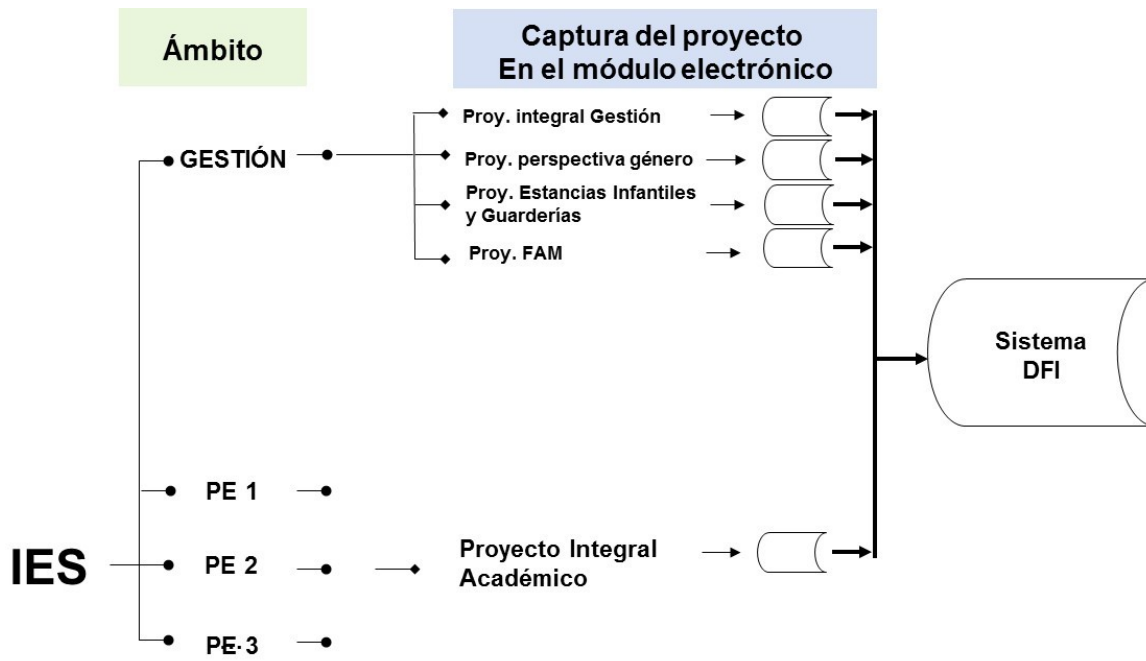 Ámbito
Captura del proyecto
En el módulo electrónico
GESTIÓN
Proy. integral Gestión
Proy. perspectiva género
Proy. Estancias Infantiles
y Guarderías
Proy. FAM
Sistema
DFI
PE 1
IES
PE 2
Proyecto Integral
Académico
PE. 3